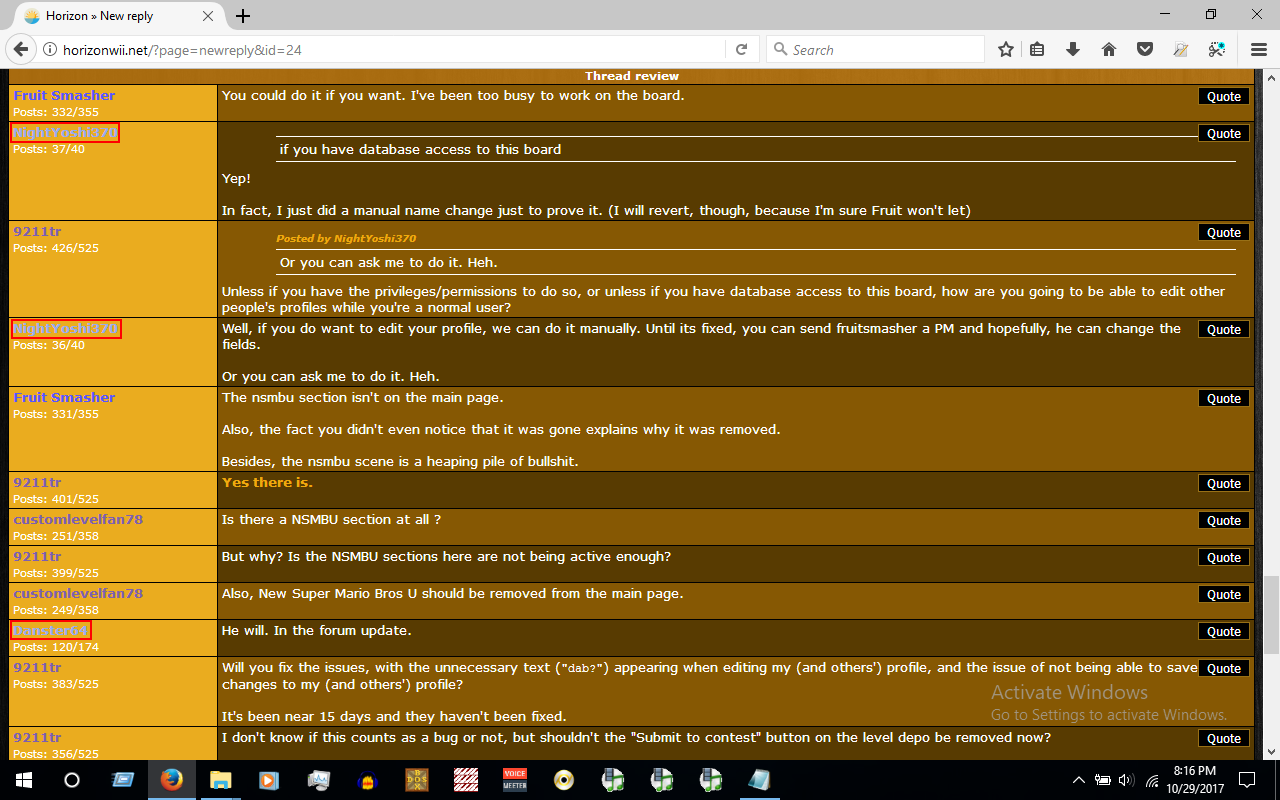 Horizon » New reply
horizonwii.net/?page=newreply&id=24
Search
Thread review
Fruit Smasher
Posts: 332/355
You could do it if you want. I've been too busy to work on the board.
Quote
NightYoshi370
Posts: 37/40
if you have database access to this board
Quote
Yep!
In fact, I just did a manual name change just to prove it. (I will revert, though, because I'm sure Fruit won't let)
9211tr
Posts: 426/525
Posted by NightYoshi370
Quote
Or you can ask me to do it. Heh.
Unless if you have the privileges/permissions to do so, or unless if you have database access to this board, how are you going to be able to edit other
people's profiles while you're a normal user?
NightYoshi370
Posts: 36/40
Well, if you do want to edit your profile, we can do it manually. Until its fixed, you can send fruitsmasher a PM and hopefully, he can change the
fields.
Quote
Or you can ask me to do it. Heh.
Fruit Smasher
Posts: 331/355
The nsmbu section isn't on the main page.
Quote
Also, the fact you didn't even notice that it was gone explains why it was removed.
Besides, the nsmbu scene is a heaping pile of bullshit.
9211tr
Posts: 401/525
Yes there is.
Quote
customlevelfan78
Posts: 251/358
Is there a NSMBU section at all ?
Quote
9211tr
Posts: 399/525
But why? Is the NSMBU sections here are not being active enough?
Quote
customlevelfan78
Posts: 249/358
Also, New Super Mario Bros U should be removed from the main page.
Quote
Danster64
Posts: 120/174
He will. In the forum update.
Quote
9211tr
Posts: 383/525
Will you fix the issues, with the unnecessary text ("dab?") appearing when editing my (and others') profile, and the issue of not being able to save
changes to my (and others') profile?
Quote
It's been near 15 days and they haven't been fixed.
Activate Windows
Go to Settings to activate Windows.
9211tr
Posts: 356/525
I don't know if this counts as a bug or not, but shouldn't the "Submit to contest" button on the level depo be removed now?
Quote
DOS
BOX
VOICE
MEETER
8:16 PM
10/29/2017